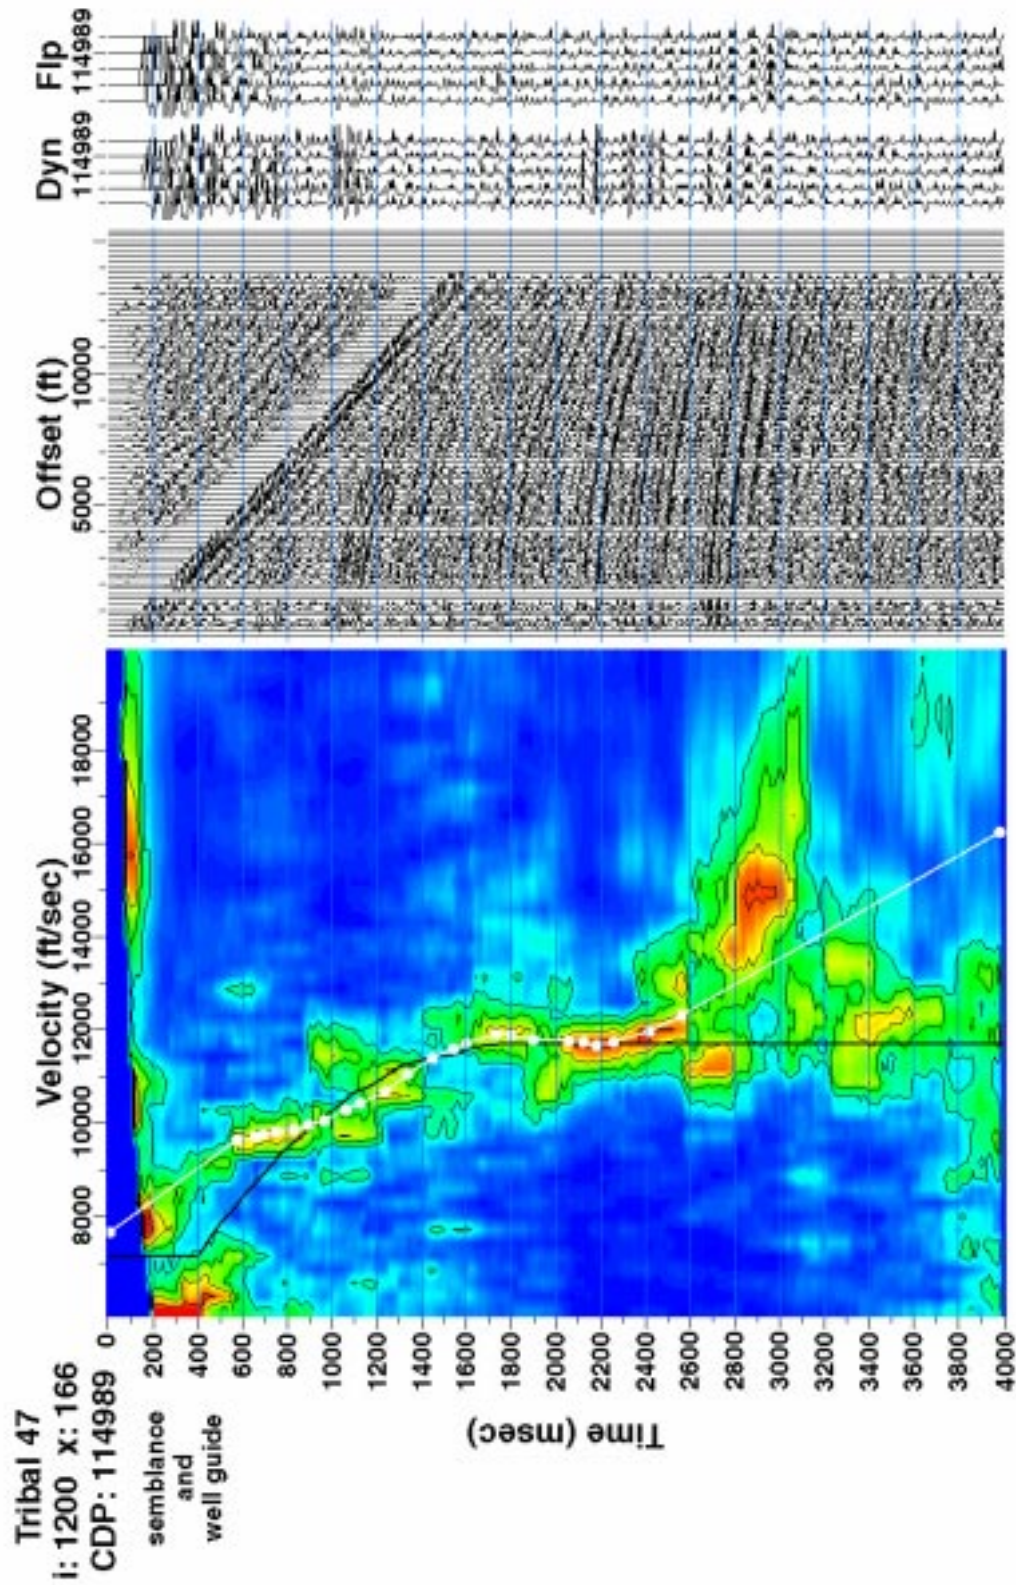 Tribal 47
i: 1200 x: 166
CDP: 114989
semblance
and
well guide
Velocity (ft/sec)
8000 10000 12000 14000 16000 18000
Offset (ft)
5000 10000
Dyn
114989
Flp
114989
Time (msec)
0
200
400
600
800
1000
1200
1400
1600
1800
2000
2200
2400
2600
2800
3000
3200
3400
3600
3800
4000